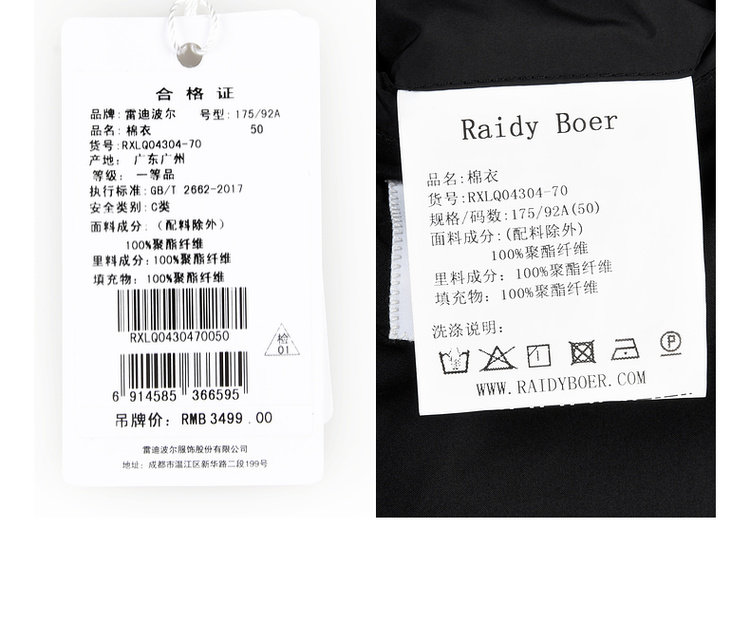 合格证
品牌:雷迪波尔 号型:175/92A
品名:棉衣 50
货号:RXLQ04304-70
产地: 广东广州
等级: 一等品
执行标准:GB/T 2662-2017
安全类别:C类
面料成分:（配料除外）
100%聚酯纤维
里料成分:100%聚酯纤维
填充物: 100%聚酯纤维
RXLQ0430470050
检
01
6 914585 366595
吊牌价: RMB 3499 .00
雷迪波尔服饰股份有限公司
地址: 成都市温江区新华路二段199号
Raidy Boer
品名:棉衣
货号:RXLQ04304-70
规格/码数:175/92A(50)
面料成分:(配料除外)
100%聚酯纤维
里料成分: 100%聚酯纤维
填充物: 100%聚酯纤维
洗涤说明:
P
WWW.RAIDYBOER.COM